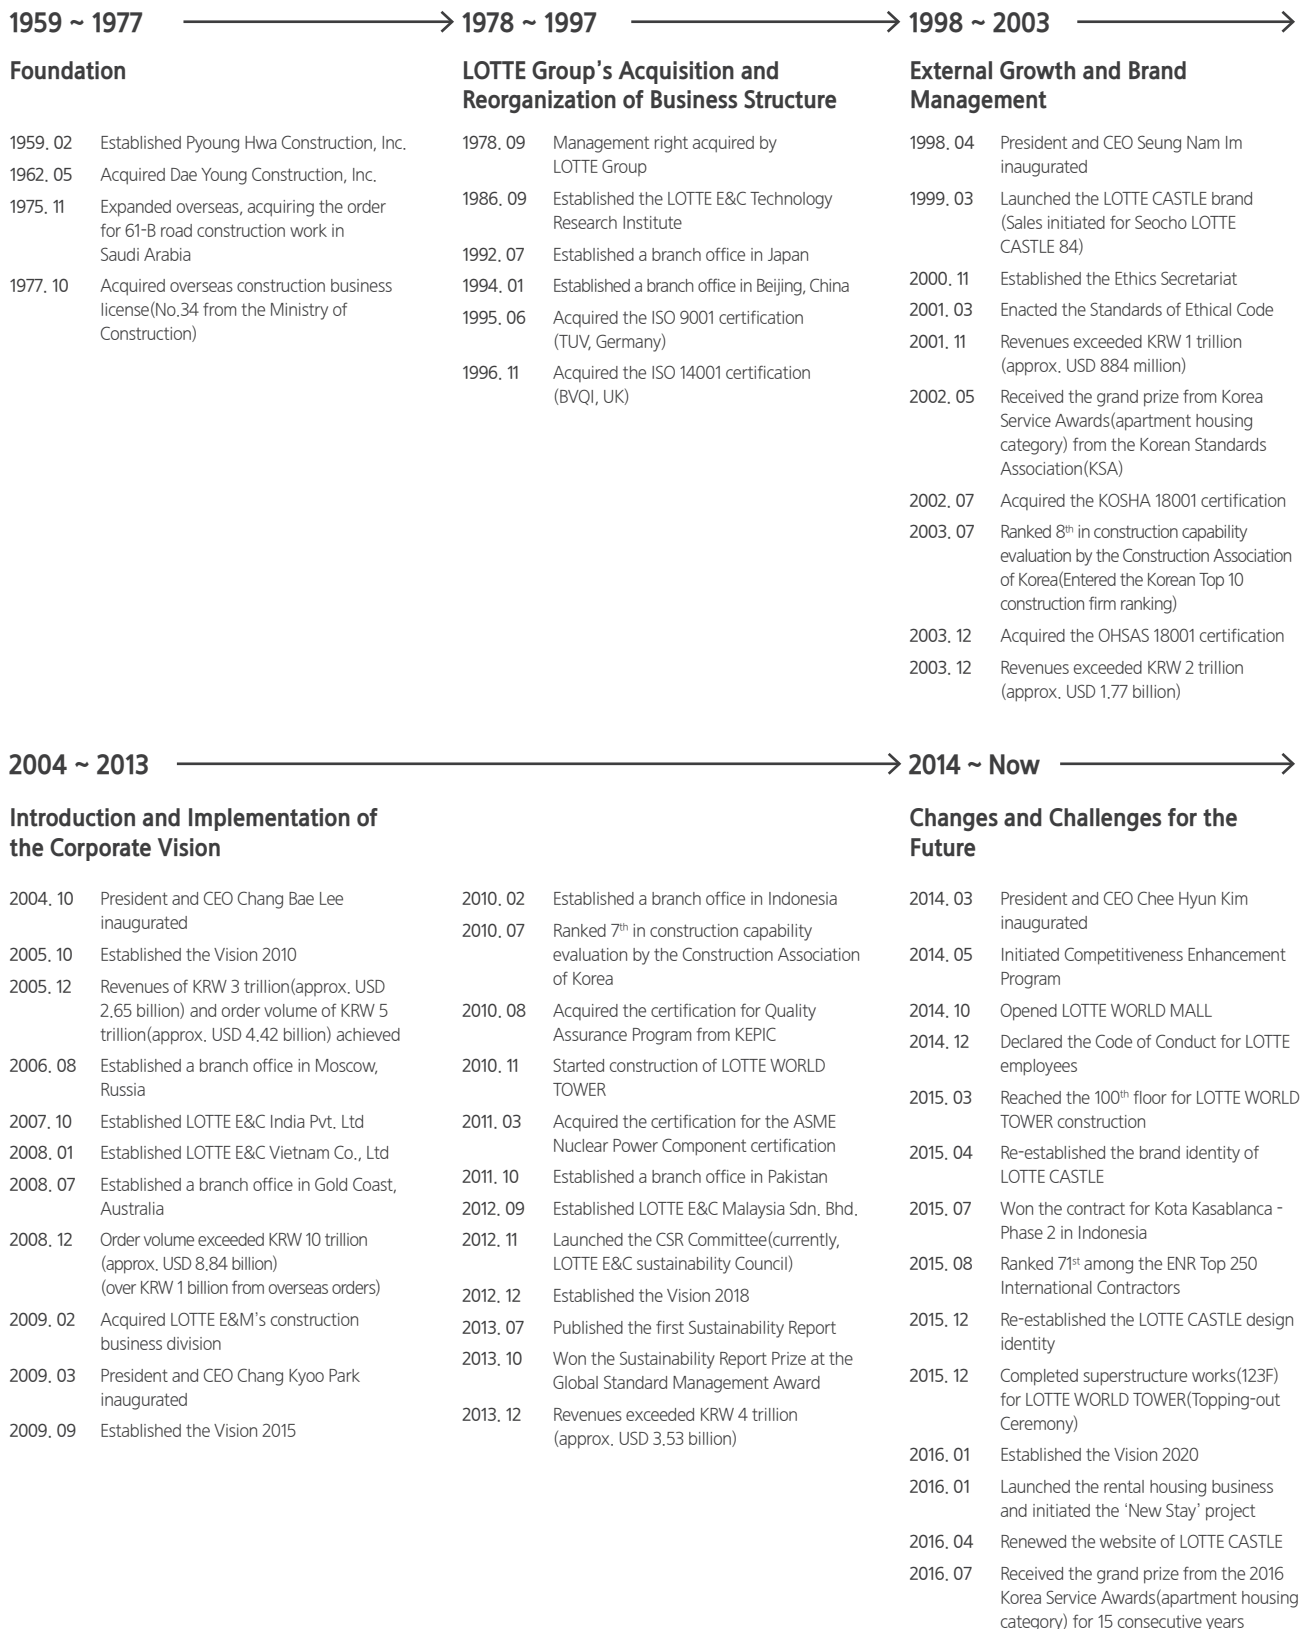 1959 ~ 1977
Foundation
1959. 02 Established Pyoung Hwa Construction, Inc.
1962. 05 Acquired Dae Young Construction, Inc.
1975. 11 Expanded overseas, acquiring the order
for 61-B road construction work in
Saudi Arabia
1977. 10 Acquired overseas construction business
license(No.34 from the Ministry of
Construction)
1978 ~ 1997
LOTTE Group's Acquisition and
Reorganization of Business Structure
1978. 09 Management right acquired by
LOTTE Group
1986. 09 Established the LOTTE E&C Technology
Research Institute
1992. 07 Established a branch office in Japan
1994. 01 Established a branch office in Beijing, China
1995. 06 Acquired the ISO 9001 certification
(TUV, Germany)
1996. 11 Acquired the ISO 14001 certification
(BVQI, UK)
1998 ~ 2003
External Growth and Brand
Management
1998. 04 President and CEO Seung Nam Im
inaugurated
1999. 03 Launched the LOTTE CASTLE brand
(Sales initiated for Seocho LOTTE
CASTLE 84)
2000. 11 Established the Ethics Secretariat
2001. 03 Enacted the Standards of Ethical Code
2001. 11 Revenues exceeded KRW 1 trillion
(approx. USD 884 million)
2002. 05 Received the grand prize from Korea
Service Awards(apartment housing
category) from the Korean Standards
Association(KSA)
2002. 07 Acquired the KOSHA 18001 certification
2003. 07 Ranked 8th in construction capability
evaluation by the Construction Association
of Korea(Entered the Korean Top 10
construction firm ranking)
2003. 12 Acquired the OHSAS 18001 certification
2003. 12 Revenues exceeded KRW 2 trillion
(approx. USD 1.77 billion)
2004 ~ 2013
Introduction and Implementation of
the Corporate Vision
2004. 10 President and CEO Chang Bae Lee
inaugurated
2005. 10 Established the Vision 2010
2005. 12 Revenues of KRW 3 trillion(approx. USD
2.65 billion) and order volume of KRW 5
trillion(approx. USD 4.42 billion) achieved
2006. 08 Established a branch office in Moscow,
Russia
2007. 10 Established LOTTE E&C India Pvt. Ltd
2008. 01 Established LOTTE E&C Vietnam Co., Ltd
2008. 07 Established a branch office in Gold Coast,
Australia
2008. 12 Order volume exceeded KRW 10 trillion
(approx. USD 8.84 billion)
(over KRW 1 billion from overseas orders)
2009. 02 Acquired LOTTE E&M's construction
business division
2009. 03 President and CEO Chang Kyoo Park
inaugurated
2009. 09 Established the Vision 2015
2010. 02 Established a branch office in Indonesia
2010. 07 Ranked 7th in construction capability
evaluation by the Construction Association
of Korea
2010. 08 Acquired the certification for Quality
Assurance Program from KEPIC
2010. 11 Started construction of LOTTE WORLD
TOWER
2011. 03 Acquired the certification for the ASME
Nuclear Power Component certification
2011. 10 Established a branch office in Pakistan
2012. 09 Established LOTTE E&C Malaysia Sdn. Bhd.
2012. 11 Launched the CSR Committee(currently,
LOTTE E&C sustainability Council)
2012. 12 Established the Vision 2018
2013. 07 Published the first Sustainability Report
2013. 10 Won the Sustainability Report Prize at the
Global Standard Management Award
2013. 12 Revenues exceeded KRW 4 trillion
(approx. USD 3.53 billion)
2014 ~ Now
Changes and Challenges for the
Future
2014. 03 President and CEO Chee Hyun Kim
inaugurated
2014. 05 Initiated Competitiveness Enhancement
Program
2014. 10 Opened LOTTE WORLD MALL
2014. 12 Declared the Code of Conduct for LOTTE
employees
2015. 03 Reached the 100th floor for LOTTE WORLD
TOWER construction
2015. 04 Re-established the brand identity of
LOTTE CASTLE
2015. 07 Won the contract for Kota Kasablanca -
Phase 2 in Indonesia
2015. 08 Ranked 71st among the ENR Top 250
International Contractors
2015. 12 Re-established the LOTTE CASTLE design
identity
2015. 12 Completed superstructure works(123F)
for LOTTE WORLD TOWER(Topping-out
Ceremony)
2016. 01 Established the Vision 2020
2016. 01 Launched the rental housing business
and initiated the 'New Stay' project
2016. 04 Renewed the website of LOTTE CASTLE
2016. 07 Received the grand prize from the 2016
Korea Service Awards(apartment housing
category) for 15 consecutive years